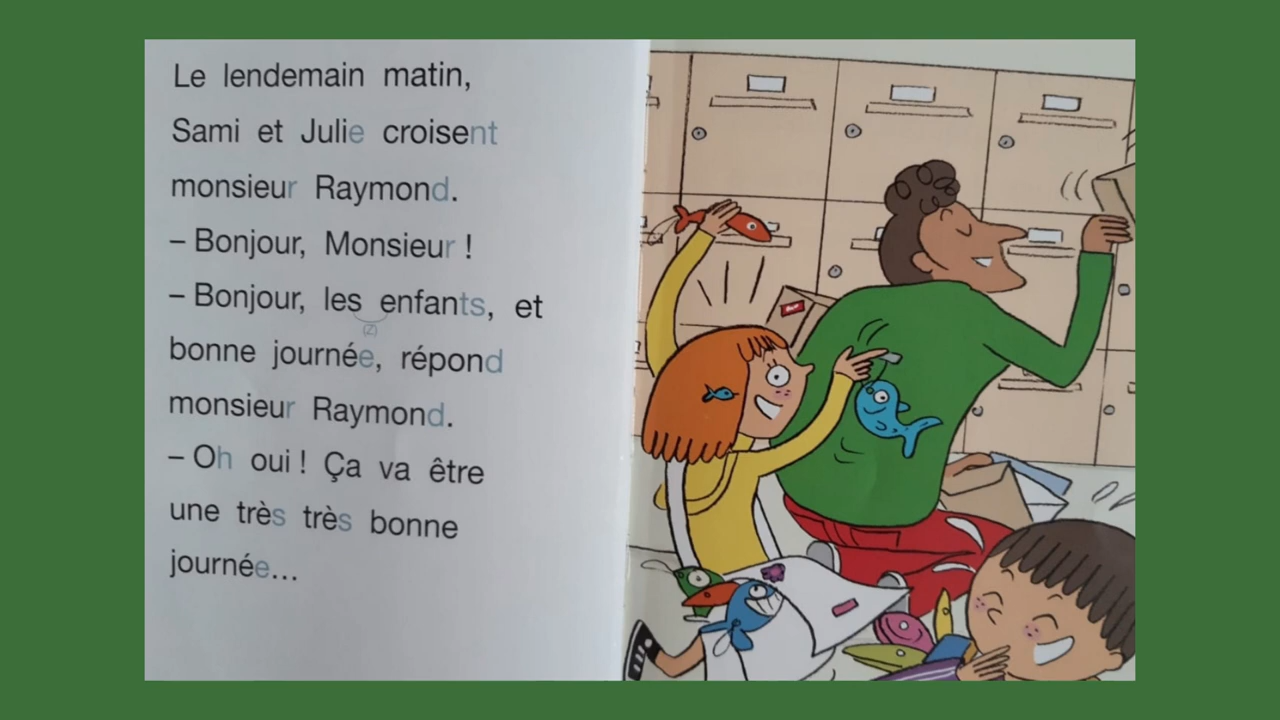 Le lendemain matin,
Sami et Julie croisent
monsieur Raymond.
– Bonjour, Monsieur !
– Bonjour, les enfants, et
(Z)
bonne journée, répond
monsieur Raymond.
– Oh oui ! Ça va être
une très très bonne
journée...